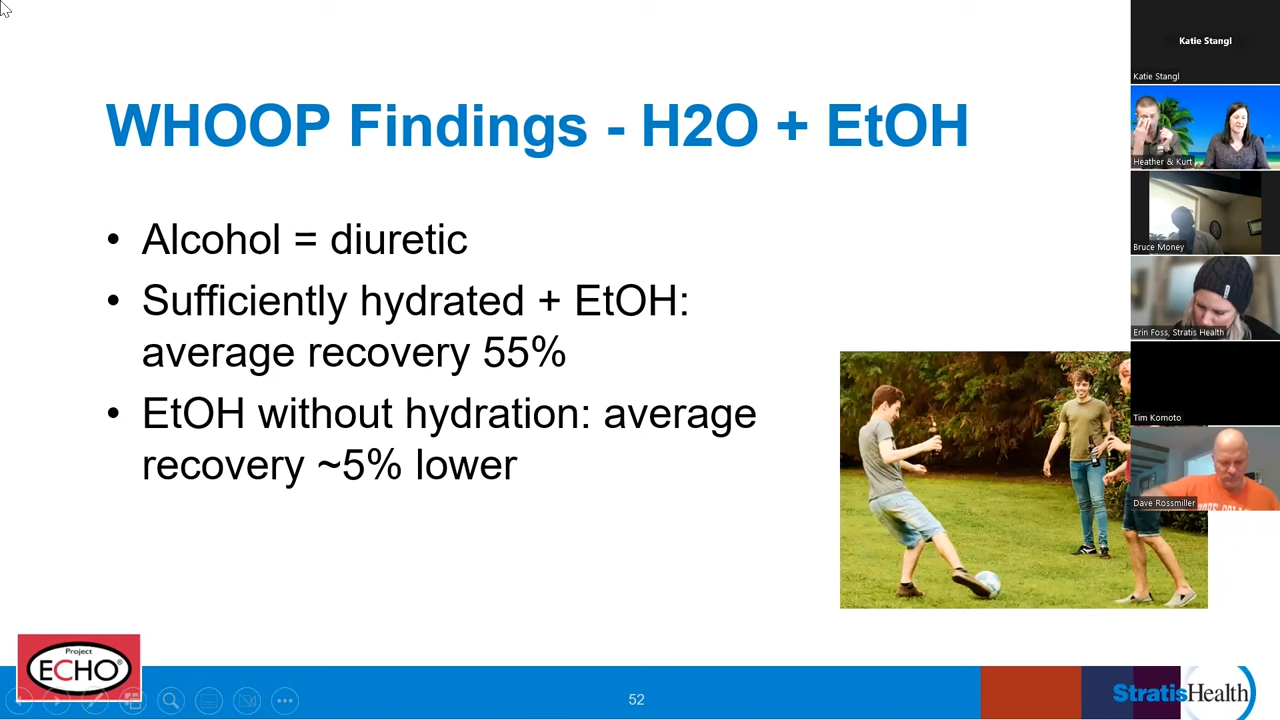 WHOOP Findings - H2O + EtOH
• Alcohol = diuretic
• Sufficiently hydrated + EtOH:
average recovery 55%
• EtOH without hydration: average
recovery ~5% lower
Project
ECHO®
52
StratisHealth
Katie Stangl
Katie Stangl
Heather & Kurt
Bruce Money
Erin Foss, Stratis Health
Tim Komoto
Dave Rossmiller